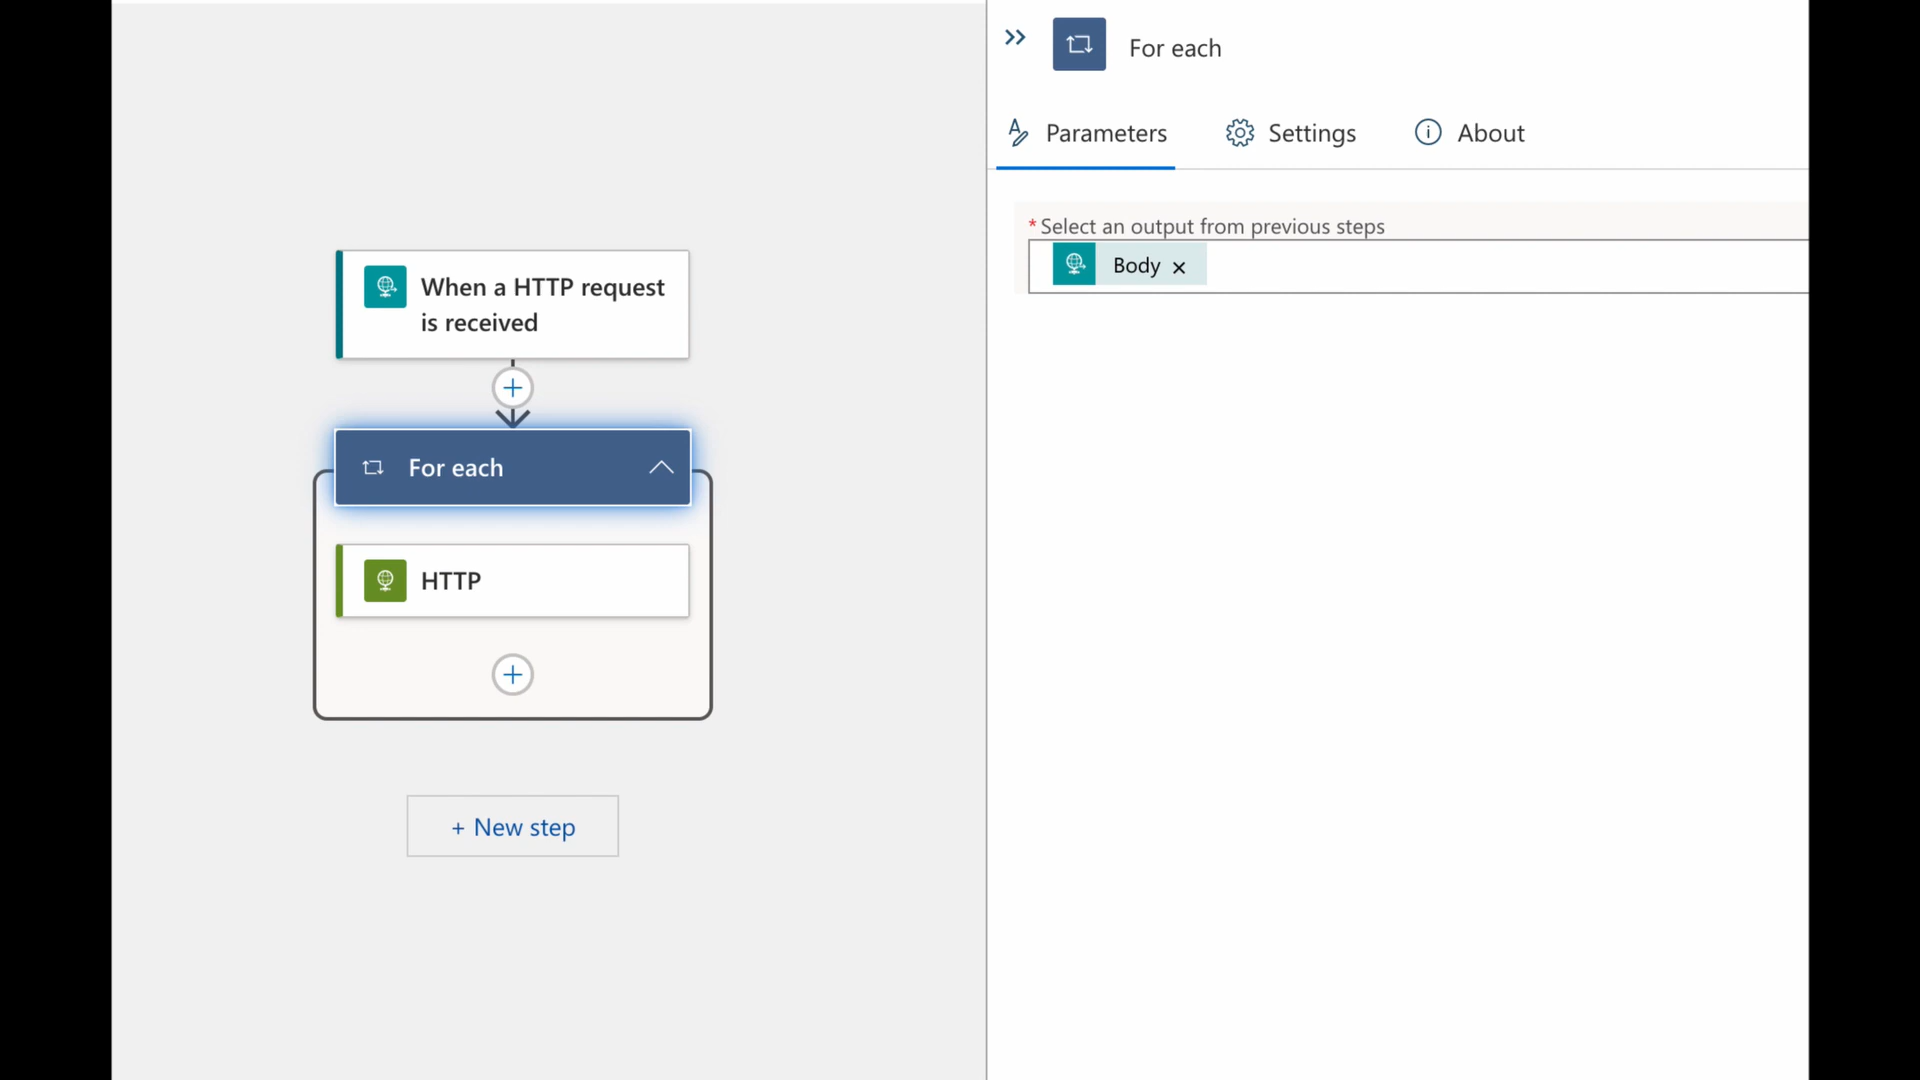 When a HTTP request
is received
For each
HTTP
+ New step
For each
Parameters
Settings
About
* Select an output from previous steps
Body